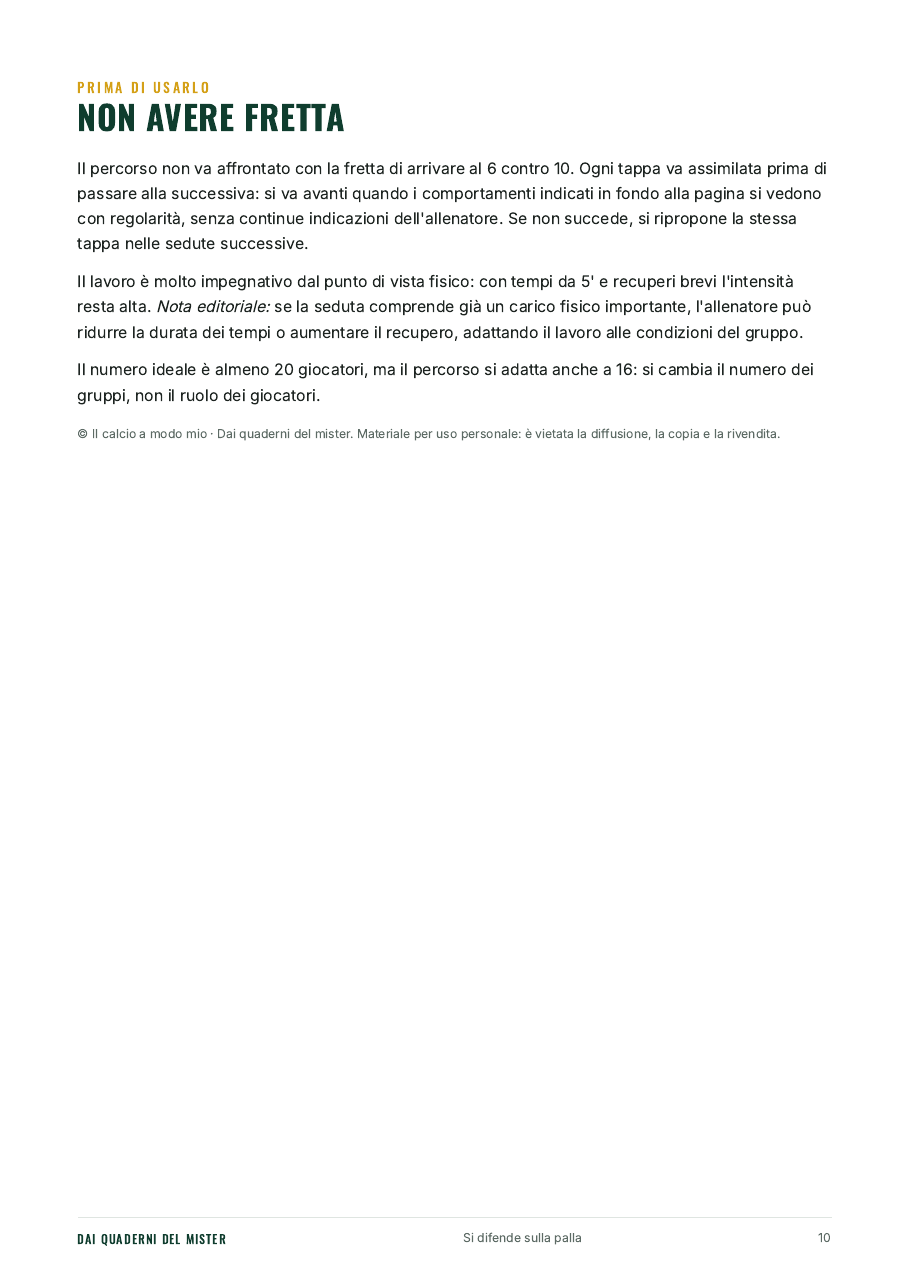 PRIMA DI USARLO
NON AVERE FRETTA
Il percorso non va affrontato con la fretta di arrivare al 6 contro 10. Ogni tappa va assimilata prima di
passare alla successiva: si va avanti quando i comportamenti indicati in fondo alla pagina si vedono
con regolarità, senza continue indicazioni dell'allenatore. Se non succede, si ripropone la stessa
tappa nelle sedute successive.
Il lavoro è molto impegnativo dal punto di vista fisico: con tempi da 5' e recuperi brevi l'intensità
resta alta. Nota editoriale: se la seduta comprende già un carico fisico importante, l'allenatore può
ridurre la durata dei tempi o aumentare il recupero, adattando il lavoro alle condizioni del gruppo.
Il numero ideale è almeno 20 giocatori, ma il percorso si adatta anche a 16: si cambia il numero dei
gruppi, non il ruolo dei giocatori.
© Il calcio a modo mio · Dai quaderni del mister. Materiale per uso personale: è vietata la diffusione, la copia e la rivendita.
DAI QUADERNI DEL MISTER
Si difende sulla palla
10